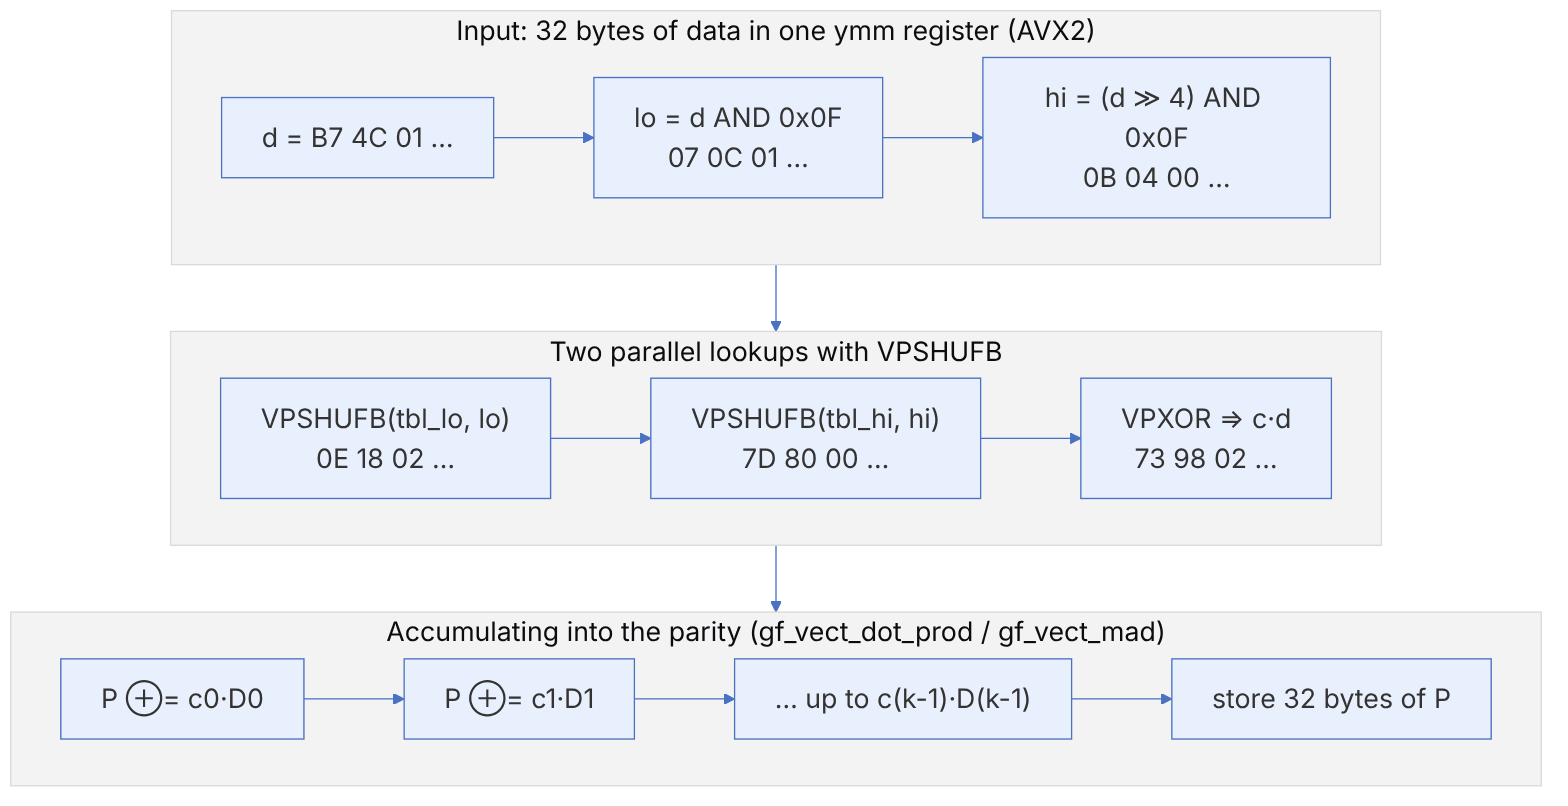 Input: 32 bytes of data in one ymm register (AVX2)
d = B7 4C 01 ...
lo = d AND 0x0F
07 0C 01 ...
hi = (d ≫ 4) AND
0x0F
0B 04 00 ...
Two parallel lookups with VPSHUFB
VPSHUFB(tbl_lo, lo)
0E 18 02 ...
VPSHUFB(tbl_hi, hi)
7D 80 00 ...
VPXOR ⇒ c·d
73 98 02 ...
Accumulating into the parity (gf_vect_dot_prod / gf_vect_mad)
P ⊕= c0·D0
P ⊕= c1·D1
... up to c(k-1)·D(k-1)
store 32 bytes of P